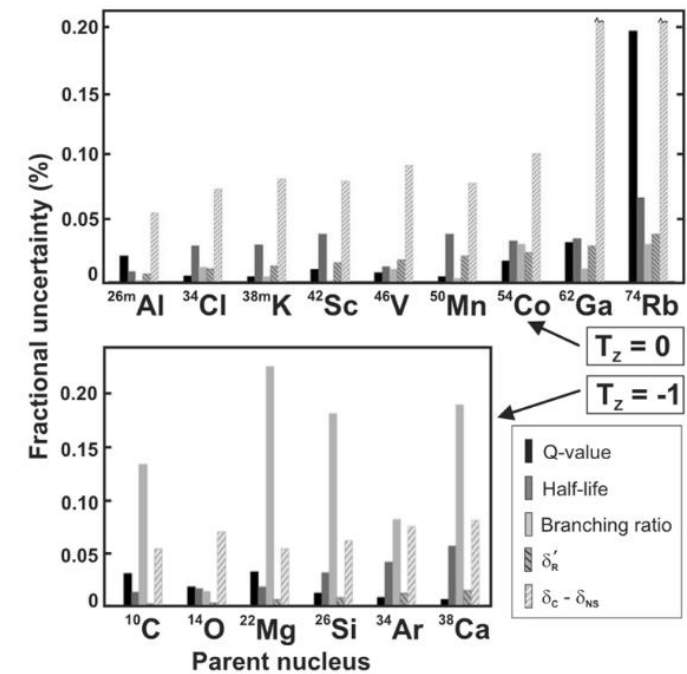 Fractional uncertainty (%)
0.20
0.15
0.10
0.05
0
26mAl 34Cl 38mK 42Sc 46V 50Mn 54Co 62Ga 74Rb
Tz = 0
Tz = -1
0.20
0.15
0.10
0.05
0
10C 14O 22Mg 26Si 34Ar 38Ca
Parent nucleus
Q-value
Half-life
Branching ratio
δ′R
δC - δNS